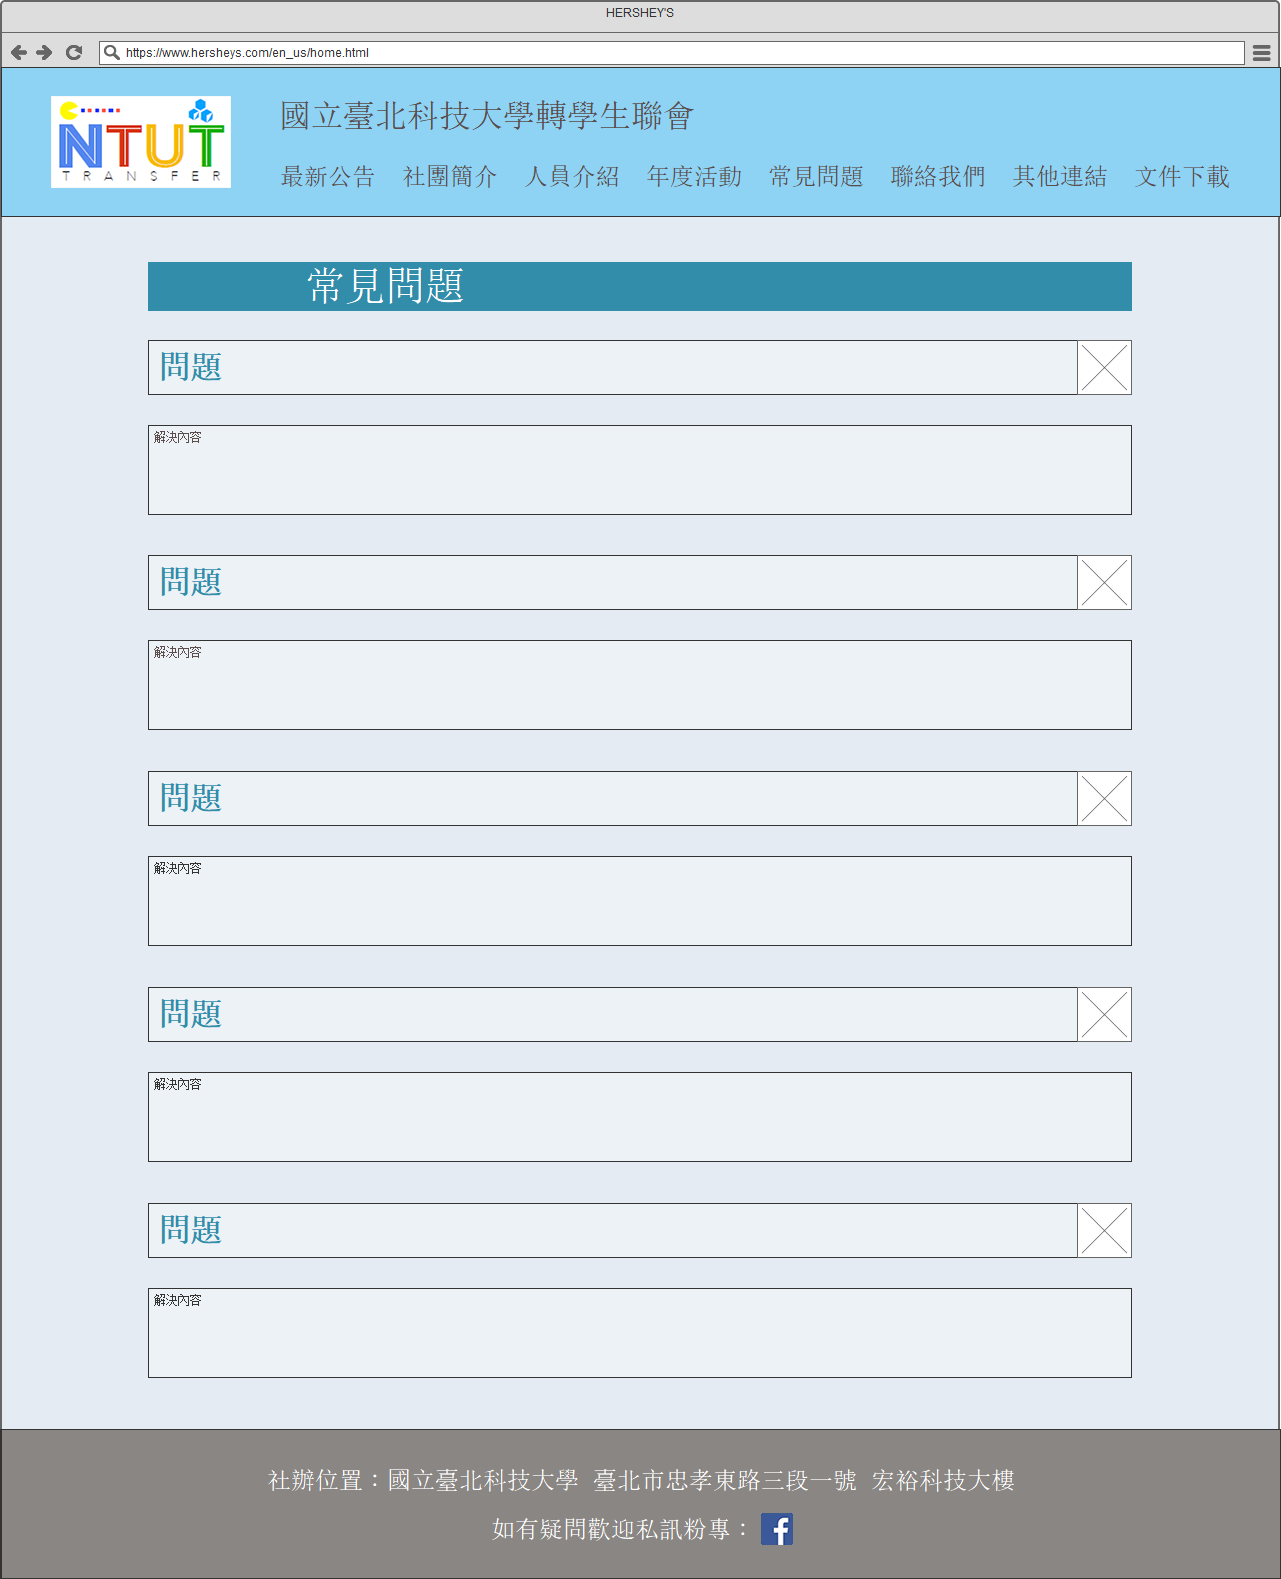 HERSHEY'S
https://www.hersheys.com/en_us/home.html
NTUT
TRANSFER
國立臺北科技大學轉學生聯會
最新公告 社團簡介 人員介紹 年度活動 常見問題 聯絡我們 其他連結 文件下載
常見問題
問題
解決內容
問題
解決內容
問題
解決內容
問題
解決內容
問題
解決內容
社辦位置：國立臺北科技大學 臺北市忠孝東路三段一號 宏裕科技大樓
如有疑問歡迎私訊粉專：